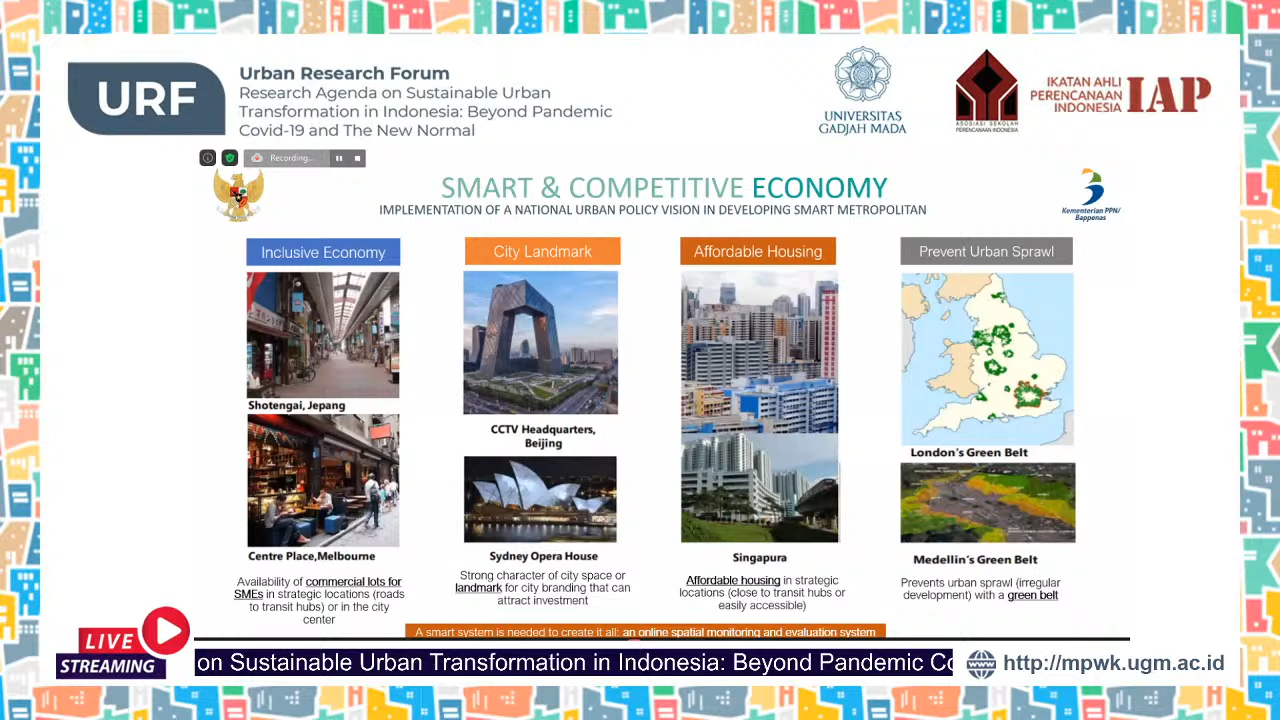 URF
Urban Research Forum
Research Agenda on Sustainable Urban
Transformation in Indonesia: Beyond Pandemic
Covid-19 and The New Normal
UNIVERSITAS
GADJAH MADA
ASOSIASI SEKOLAH
PERENCANAAN INDONESIA
IKATAN AHLI
PERENCANAAN
INDONESIA
IAP
Recording...
SMART & COMPETITIVE ECONOMY
IMPLEMENTATION OF A NATIONAL URBAN POLICY VISION IN DEVELOPING SMART METROPOLITAN
Kementerian PPN/
Bappenas
Inclusive Economy
Shotengai, Jepang
Centre Place,Melbourne
Availability of commercial lots for
SMEs in strategic locations (roads
to transit hubs) or in the city
center
City Landmark
CCTV Headquarters,
Beijing
Sydney Opera House
Strong character of city space or
landmark for city branding that can
attract investment
Affordable Housing
Singapura
Affordable housing in strategic
locations (close to transit hubs or
easily accessible)
Prevent Urban Sprawl
London's Green Belt
Medellin's Green Belt
Prevents urban sprawl (irregular
development) with a green belt
A smart system is needed to create it all: an online spatial monitoring and evaluation system
LIVE
STREAMING
on Sustainable Urban Transformation in Indonesia: Beyond Pandemic Co
http://mpwk.ugm.ac.id